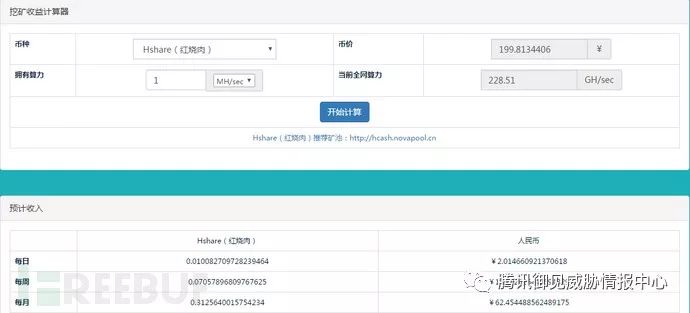 挖矿收益计算器
币种 Hshare（红烧肉） 币价 199.8134406 ¥
拥有算力 1 MH/sec 当前全网算力 228.51 GH/sec
开始计算
Hshare（红烧肉）推荐矿池：http://hcash.novapool.cn
预计收入
Hshare（红烧肉） 人民币
每日 0.010082709728239464 ¥2.014660921370618
每周 0.07057896809767625
腾讯御见威胁情报中心
每月 0.3125640015754234 ¥62.454488562489175
REEBUF